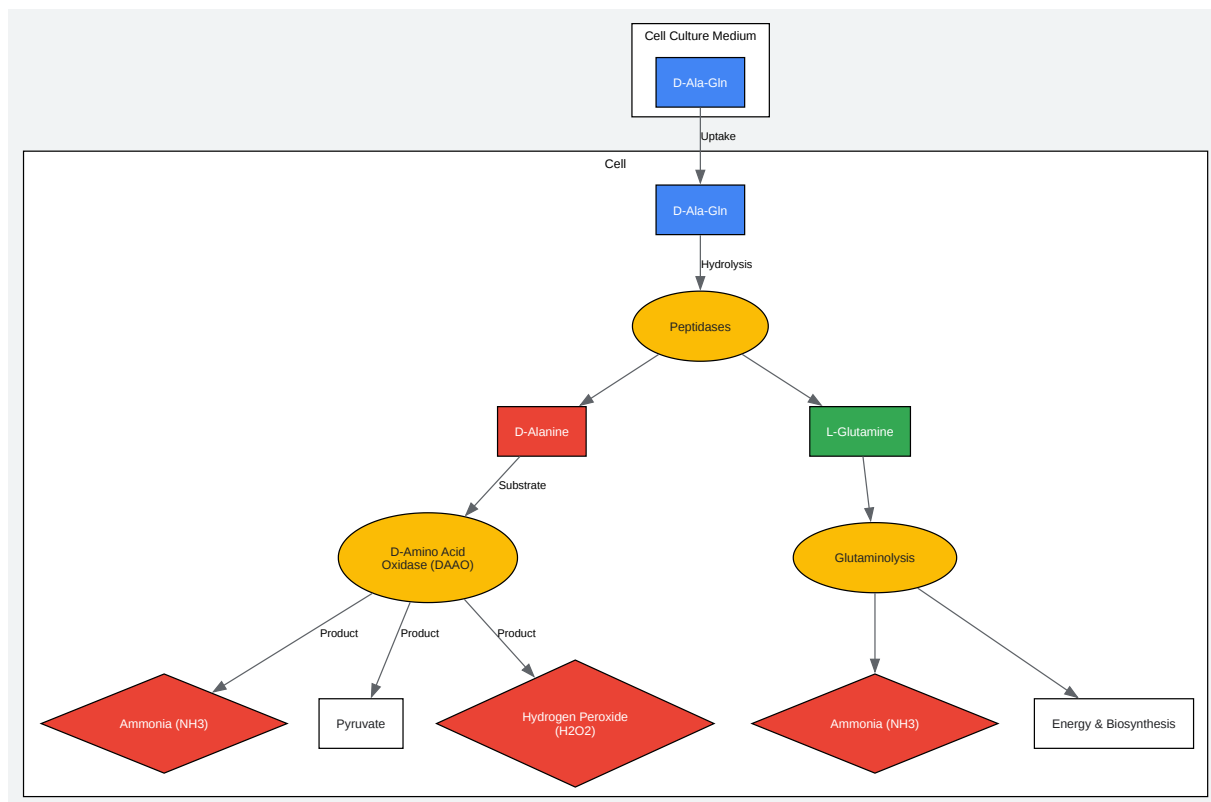 Cell Culture Medium
D-Ala-Gln
Uptake
Cell
D-Ala-Gln
Hydrolysis
Peptidases
D-Alanine
L-Glutamine
Substrate
D-Amino Acid
Oxidase (DAAO)
Glutaminolysis
Product
Product
Product
Ammonia (NH3)
Pyruvate
Hydrogen Peroxide
(H2O2)
Ammonia (NH3)
Energy & Biosynthesis